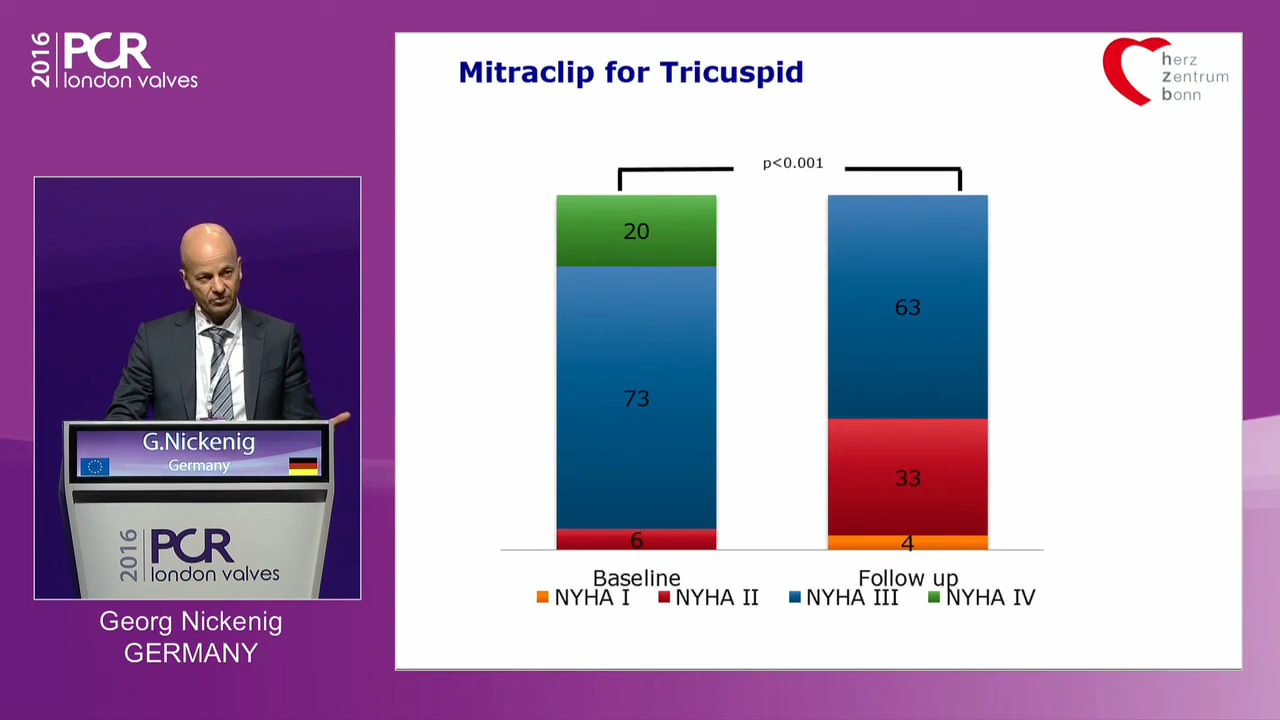 2016 PCR
london valves
Mitraclip for Tricuspid
herz
zentrum
bonn
p<0.001
20
73
6
63
33
4
Baseline
Follow up
NYHA I
NYHA II
NYHA III
NYHA IV
G.Nickenig
Germany
2016 PCR
london valves
Georg Nickenig
GERMANY